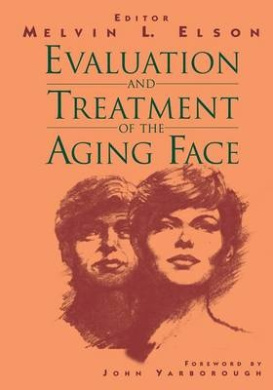 EDITOR
MELVIN L. ELSON
EVALUATION
AND
TREATMENT
OF THE
AGING FACE
FOREWORD BY
JOHN YARBOROUGH